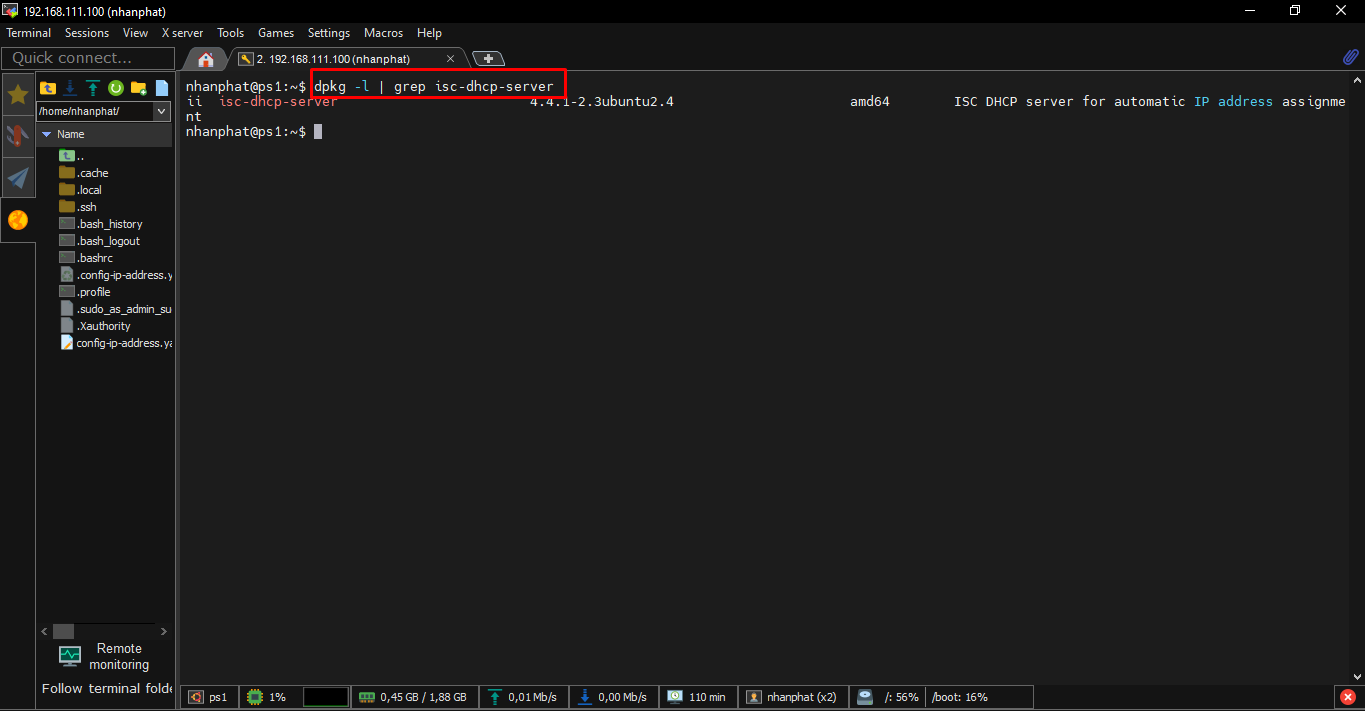 192.168.111.100 (nhanphat)
Terminal Sessions View X server Tools Games Settings Macros Help
Quick connect...
2. 192.168.111.100 (nhanphat)
/home/nhanphat/
Name
..
.cache
.local
.ssh
.bash_history
.bash_logout
.bashrc
.config-ip-address.y
.profile
.sudo_as_admin_su
.Xauthority
config-ip-address.ya
Remote
monitoring
Follow terminal folde
nhanphat@ps1:~$ dpkg -l | grep isc-dhcp-server
ii isc-dhcp-server 4.4.1-2.3ubuntu2.4 amd64 ISC DHCP server for automatic IP address assignme
nt
nhanphat@ps1:~$
ps1 1% 0,45 GB / 1,88 GB 0,01 Mb/s 0,00 Mb/s 110 min nhanphat (x2) /: 56% /boot: 16%